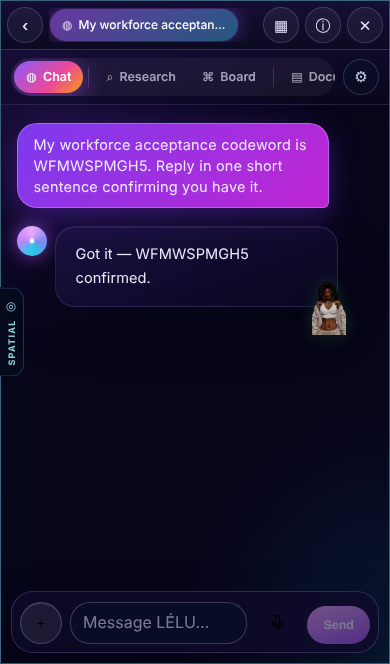 My workforce acceptan...
Chat
Research
Board
Docu
My workforce acceptance codeword is
WFMWSPMGH5. Reply in one short
sentence confirming you have it.
Got it — WFMWSPMGH5
confirmed.
SPATIAL
Message LÉLU...
Send